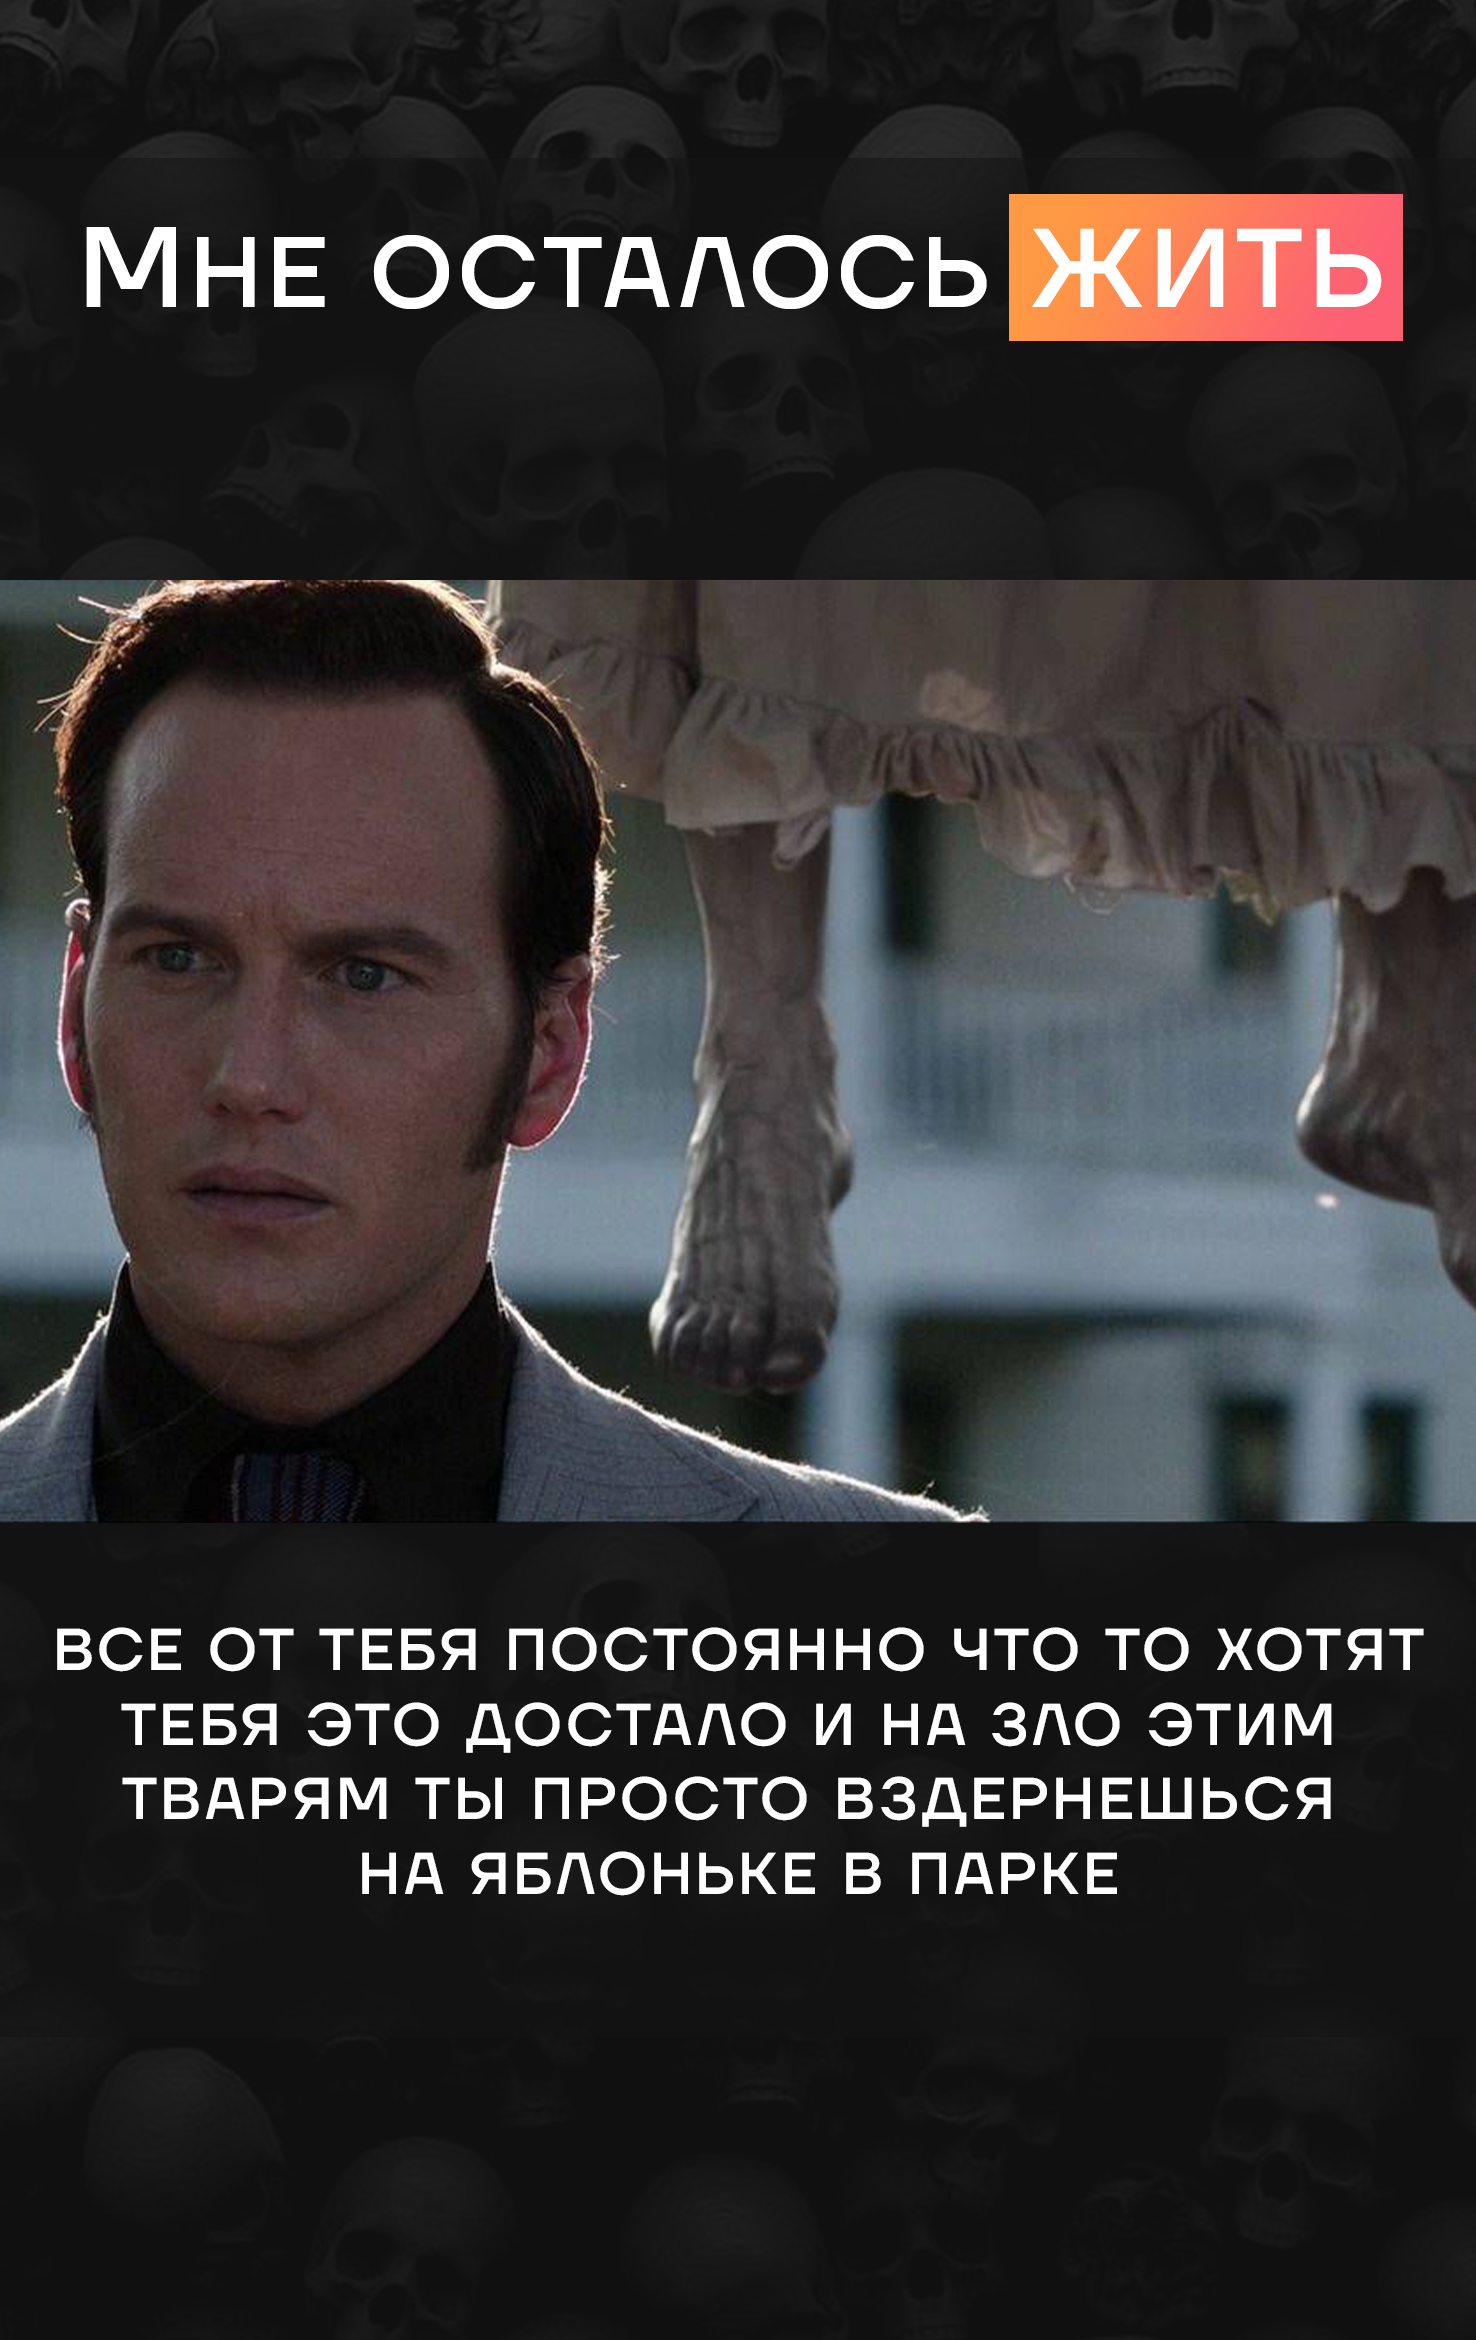 Мне осталось жить
все от тебя постоянно что то хотят
тебя это достало и на зло этим
тварям ты просто вздернешься
на яблоньке в парке